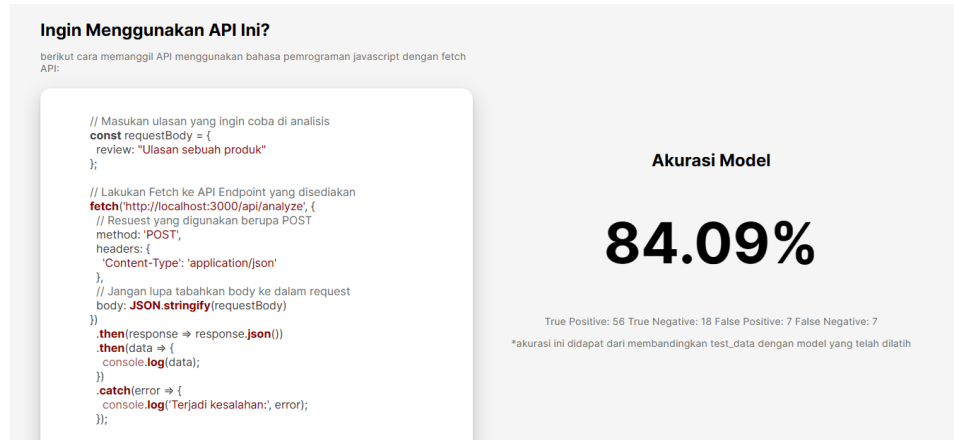 Ingin Menggunakan API Ini?
berikut cara memanggil API menggunakan bahasa pemrograman javascript dengan fetch
API:
// Masukan ulasan yang ingin coba di analisis
const requestBody = {
review: "Ulasan sebuah produk"
};
// Lakukan Fetch ke API Endpoint yang disediakan
fetch('http://localhost:3000/api/analyze', {
// Resuest yang digunakan berupa POST
method: 'POST',
headers: {
'Content-Type': 'application/json'
},
// Jangan lupa tabahkan body ke dalam request
body: JSON.stringify(requestBody)
})
.then(response => response.json())
.then(data => {
console.log(data);
})
.catch(error => {
console.log('Terjadi kesalahan:', error);
});
Akurasi Model
84.09%
True Positive: 56 True Negative: 18 False Positive: 7 False Negative: 7
*akurasi ini didapat dari membandingkan test_data dengan model yang telah dilatih